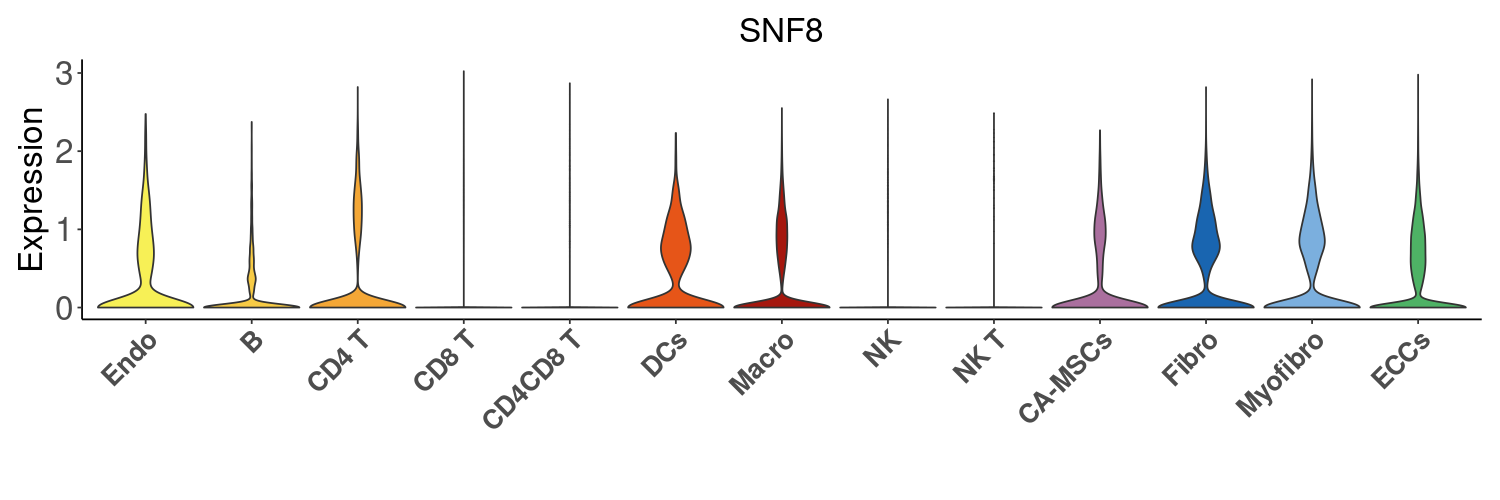 SNF8
Expression
3
2
1
0
Endo
B
CD4 T
CD8 T
CD4CD8 T
DCs
Macro
NK
NK T
CA-MSCs
Fibro
Myofibro
ECCs